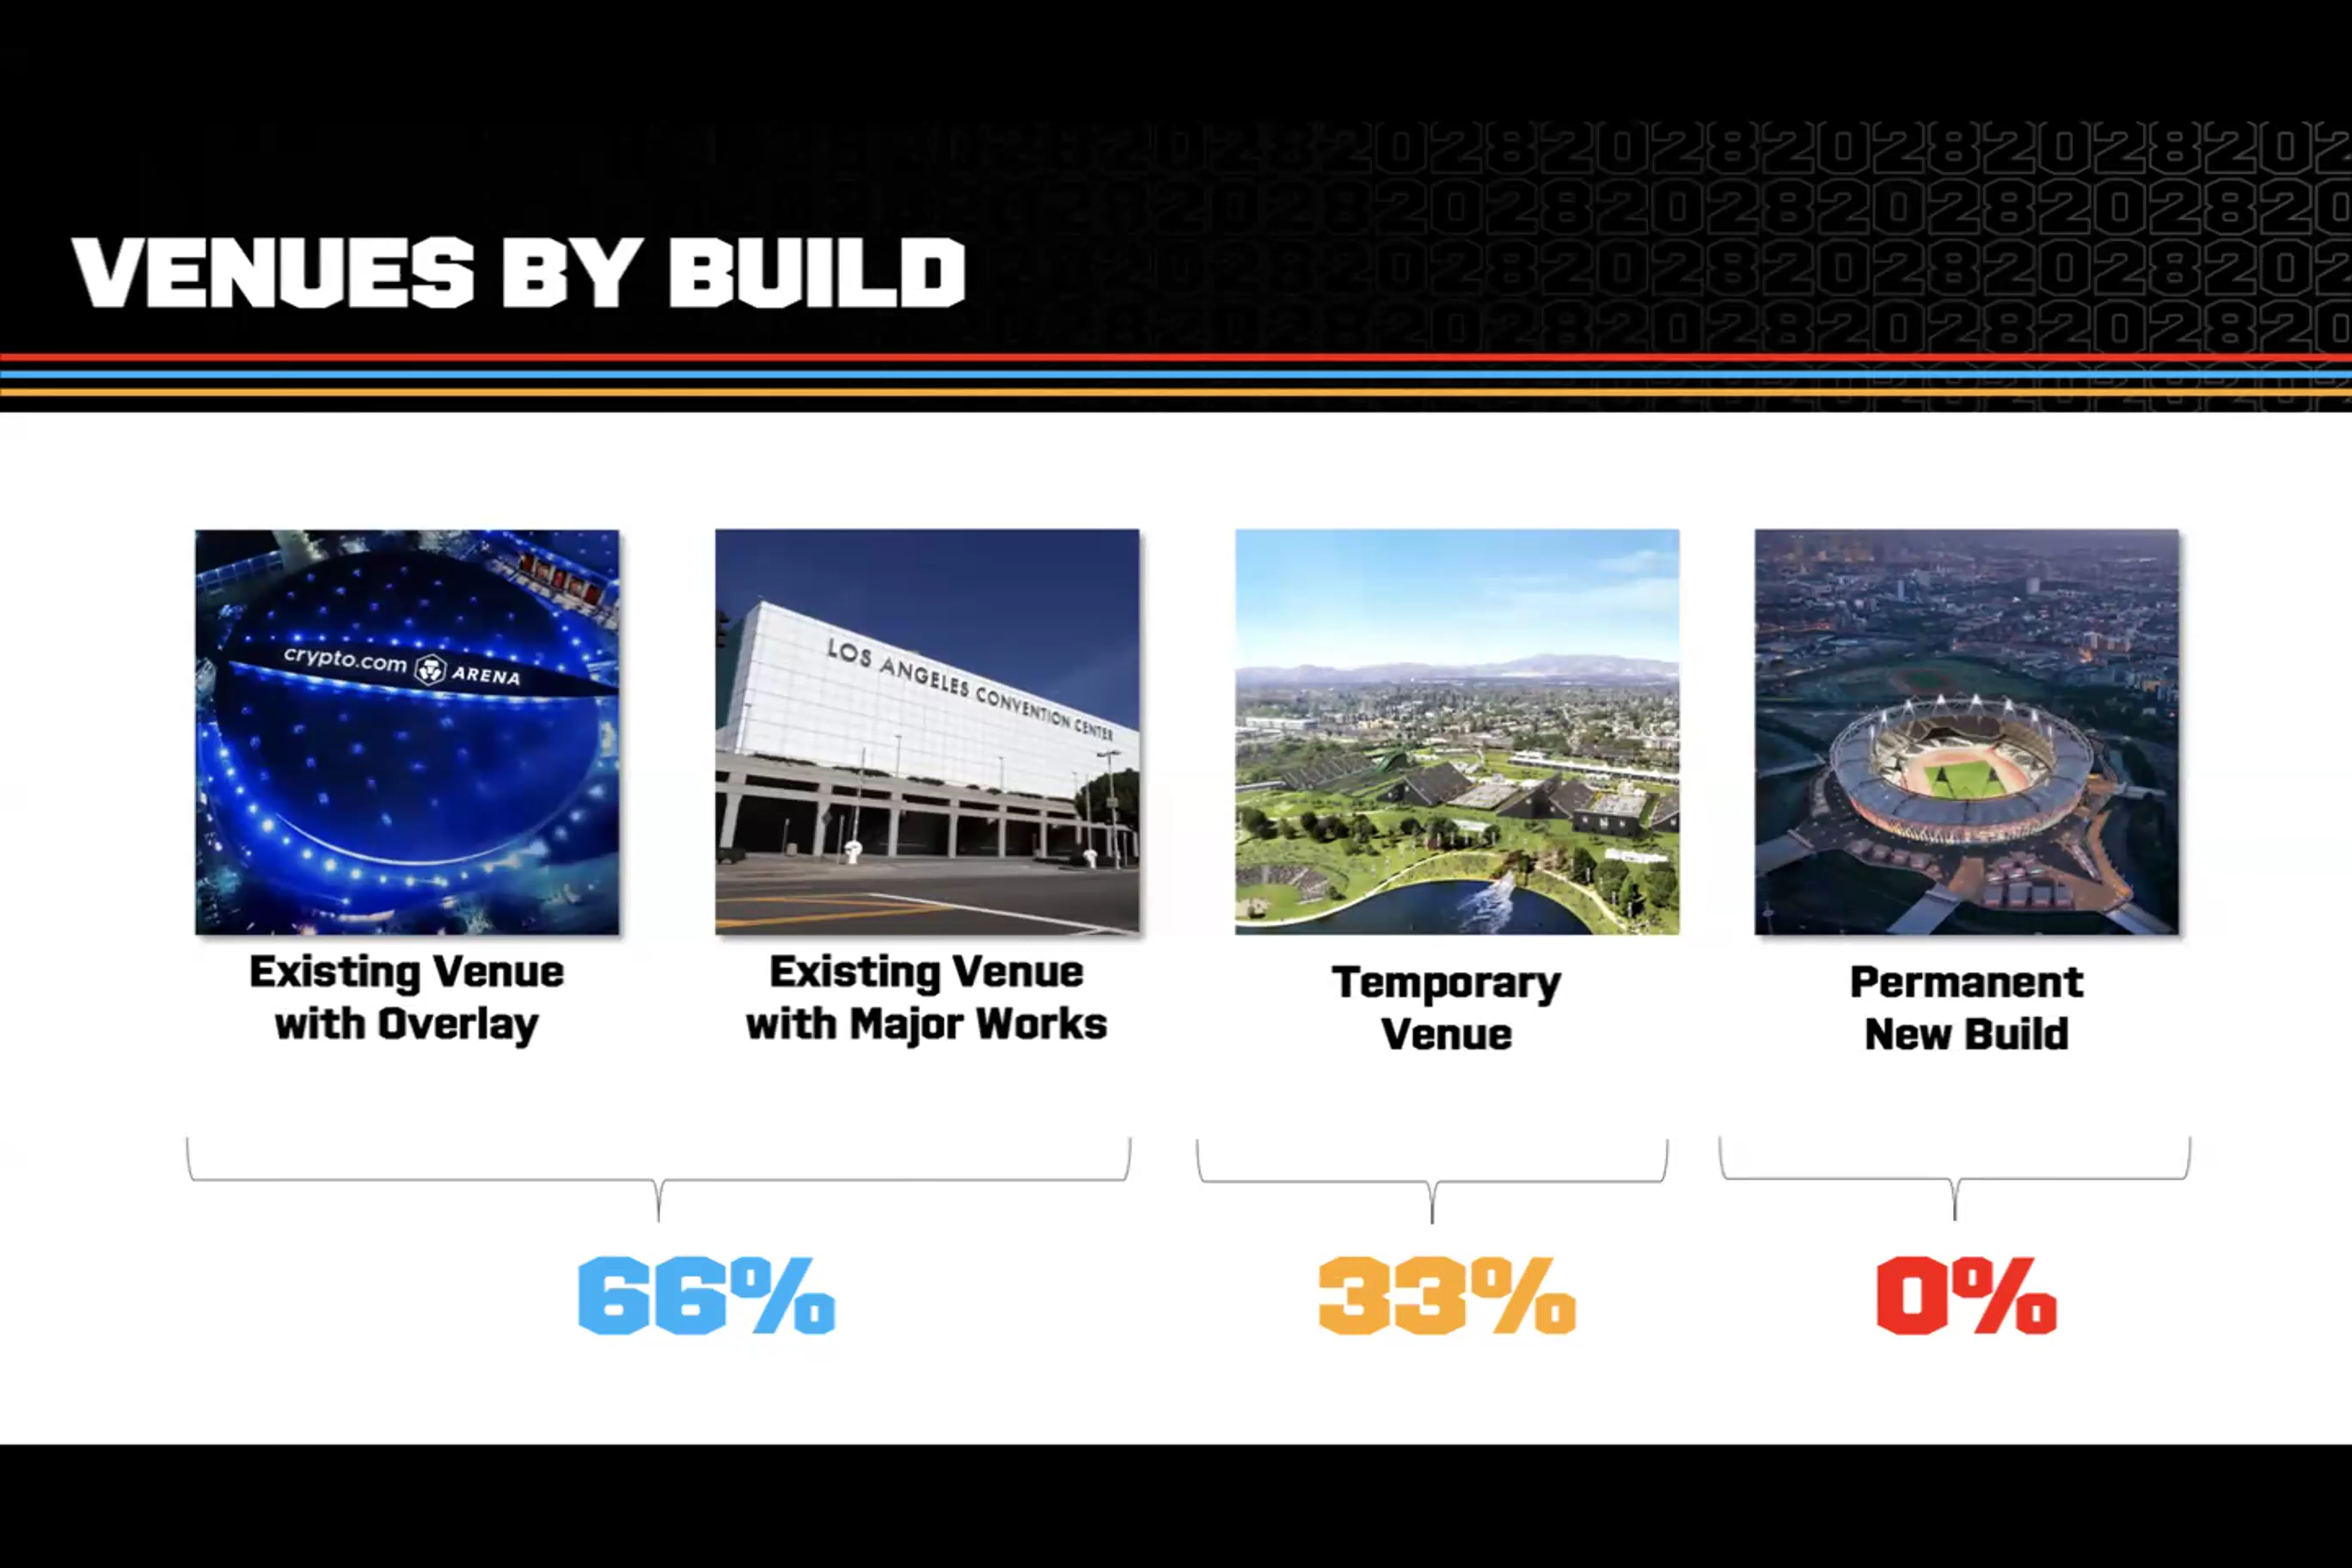 VENUES BY BUILD
crypto.com ARENA
LOS ANGELES CONVENTION CENTER
Existing Venue
with Overlay
Existing Venue
with Major Works
Temporary
Venue
Permanent
New Build
66%
33%
0%